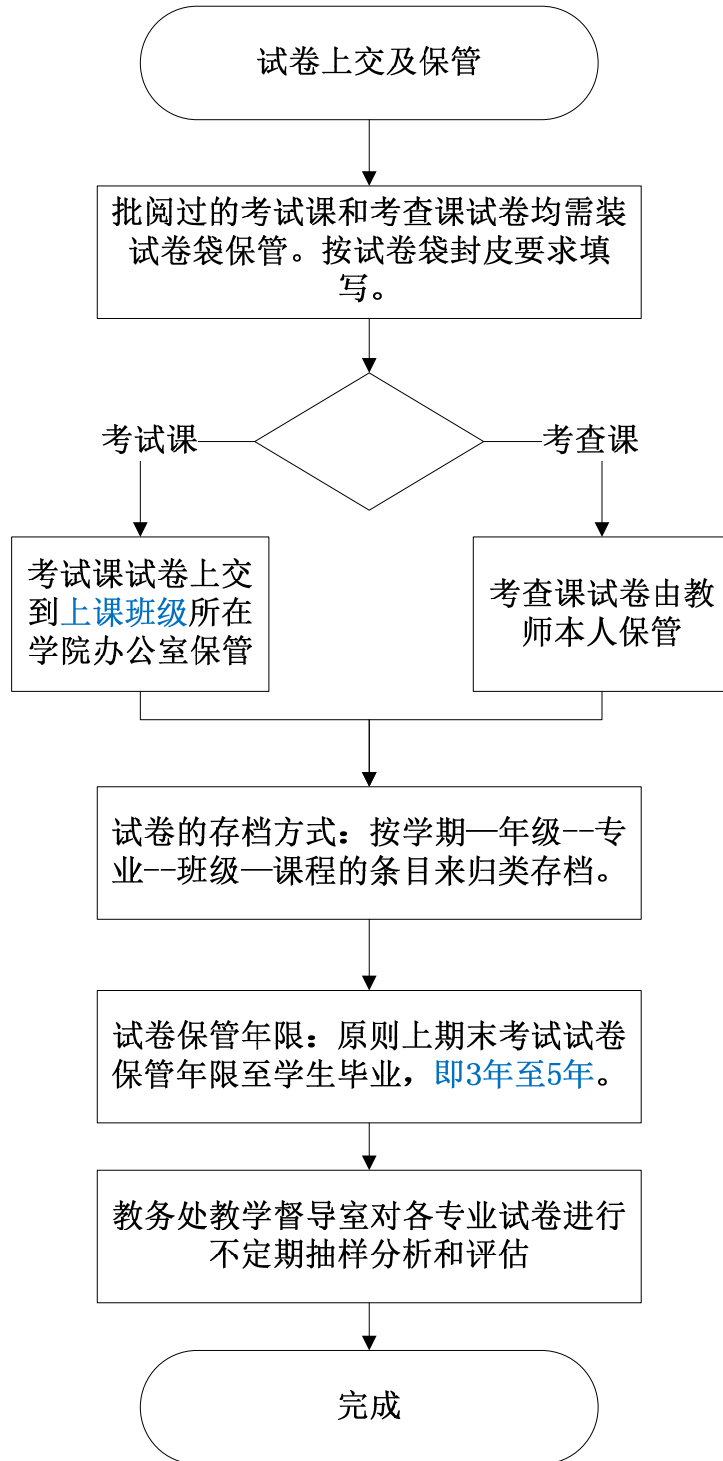 试卷上交及保管
批阅过的考试课和考查课试卷均需装
试卷袋保管。按试卷袋封皮要求填
写。
考试课
考查课
考试课试卷上交
到上课班级所在
学院办公室保管
考查课试卷由教
师本人保管
试卷的存档方式：按学期—年级--专
业--班级—课程的条目来归类存档。
试卷保管年限：原则上期末考试试卷
保管年限至学生毕业，即3年至5年。
教务处教学督导室对各专业试卷进行
不定期抽样分析和评估
完成